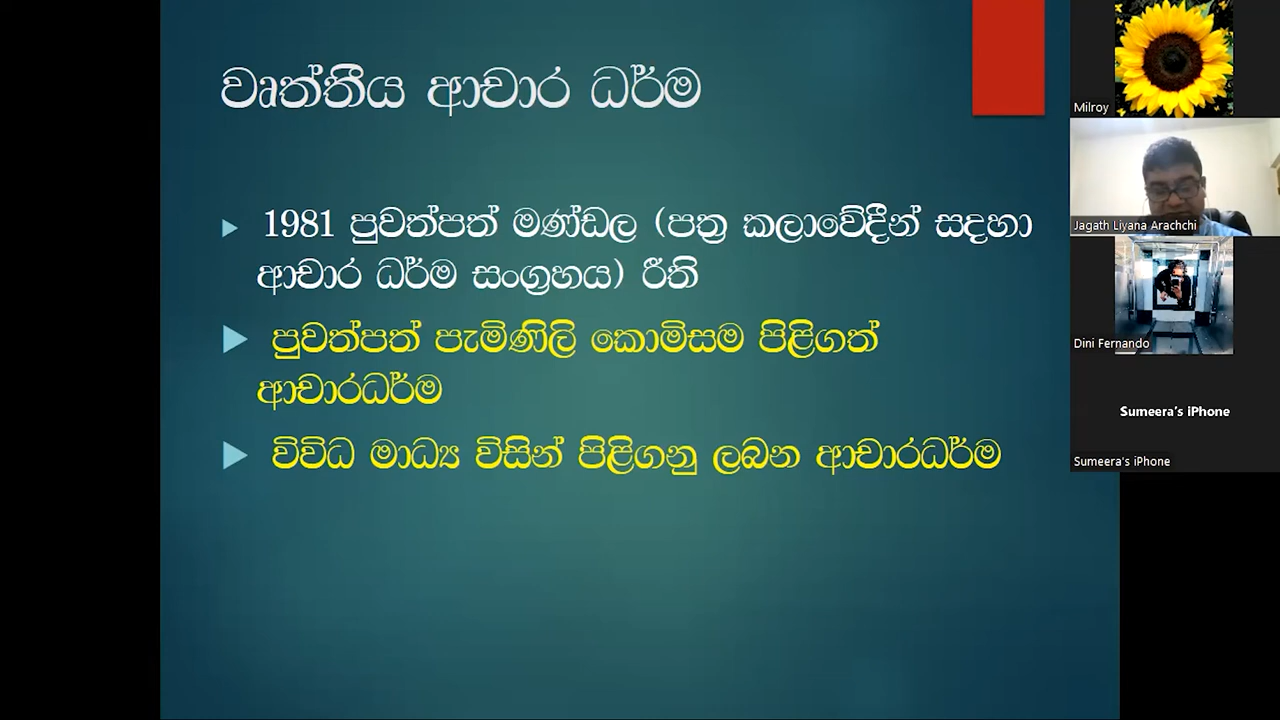 වෘත්තීය ආචාර ධර්ම
1981 පුවත්පත් මණ්ඩල (පත්‍ර කලාවේදීන් සදහා
ආචාර ධර්ම සංග්‍රහය) රීති
පුවත්පත් පැමිණිලි කොමිසම පිළිගත්
ආචාරධර්ම
විවිධ මාධ්‍ය විසින් පිළිගනු ලබන ආචාරධර්ම
Milroy
Jagath Liyana Arachchi
Dini Fernando
Sumeera's iPhone
Sumeera's iPhone